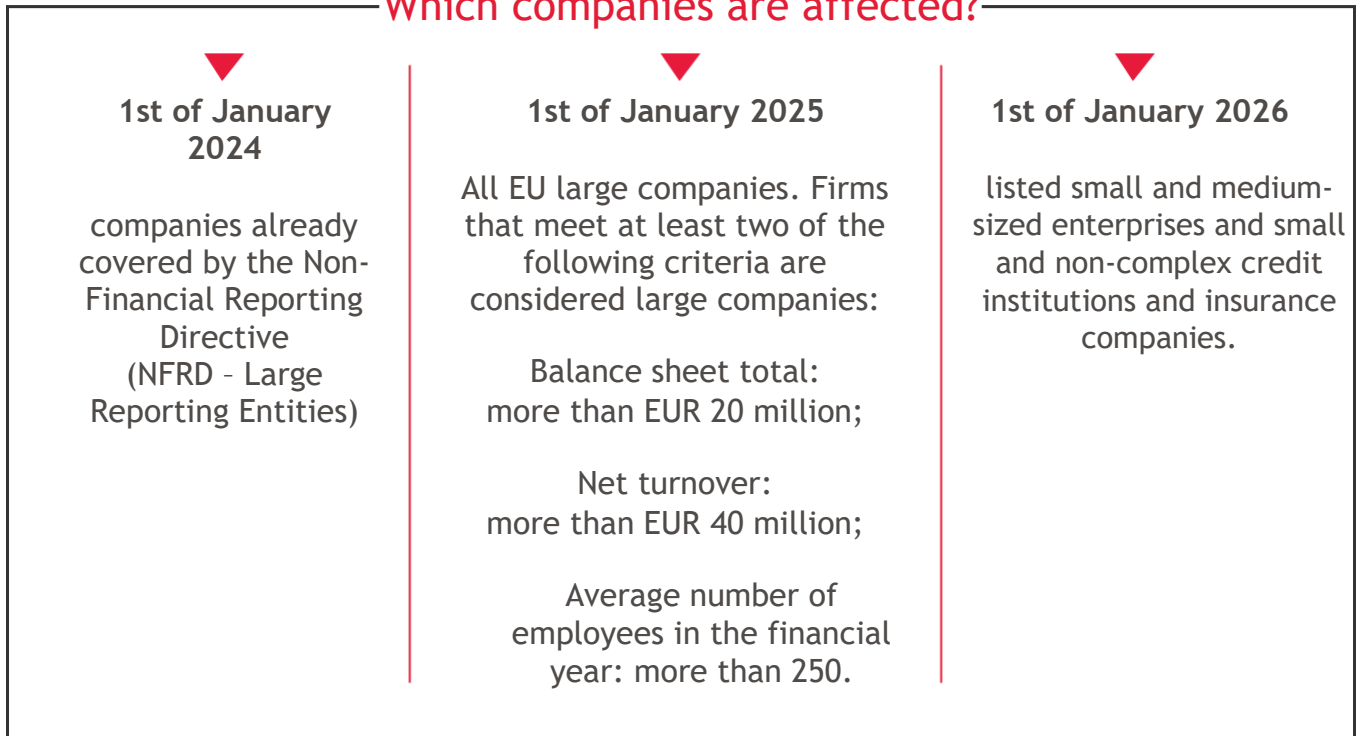 Which companies are affected?
1st of January
2024
companies already
covered by the Non-
Financial Reporting
Directive
(NFRD – Large
Reporting Entities)
1st of January 2025
All EU large companies. Firms
that meet at least two of the
following criteria are
considered large companies:
Balance sheet total:
more than EUR 20 million;
Net turnover:
more than EUR 40 million;
Average number of
employees in the financial
year: more than 250.
1st of January 2026
listed small and medium-
sized enterprises and small
and non-complex credit
institutions and insurance
companies.